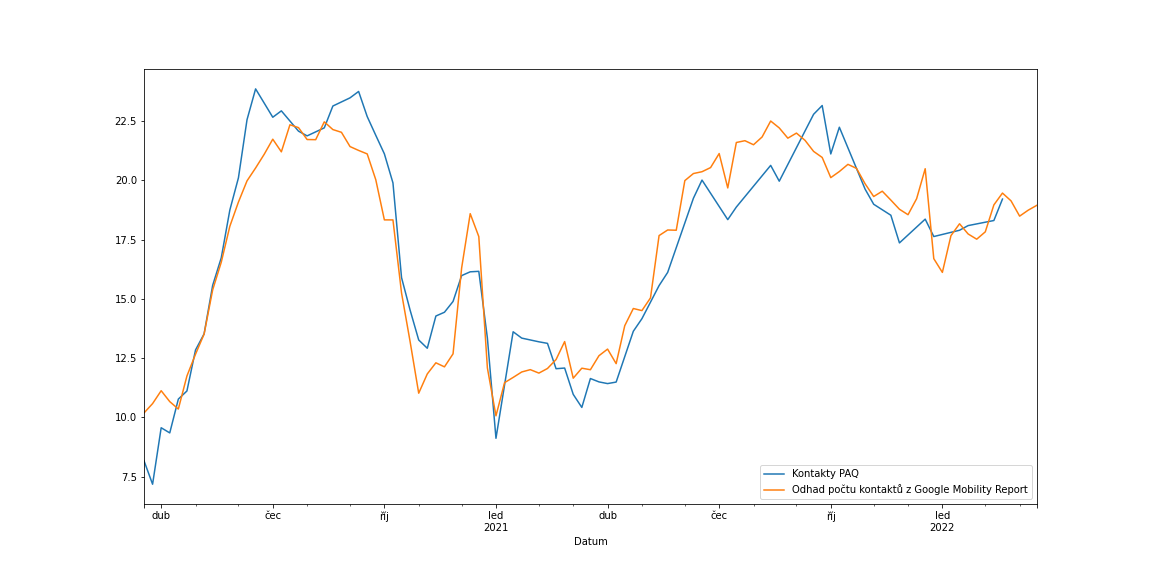 22.5
20.0
17.5
15.0
12.5
10.0
7.5
Kontakty PAQ
Odhad počtu kontaktů z Google Mobility Report
dub čec říj led dub čec říj led
2021 2022
Datum